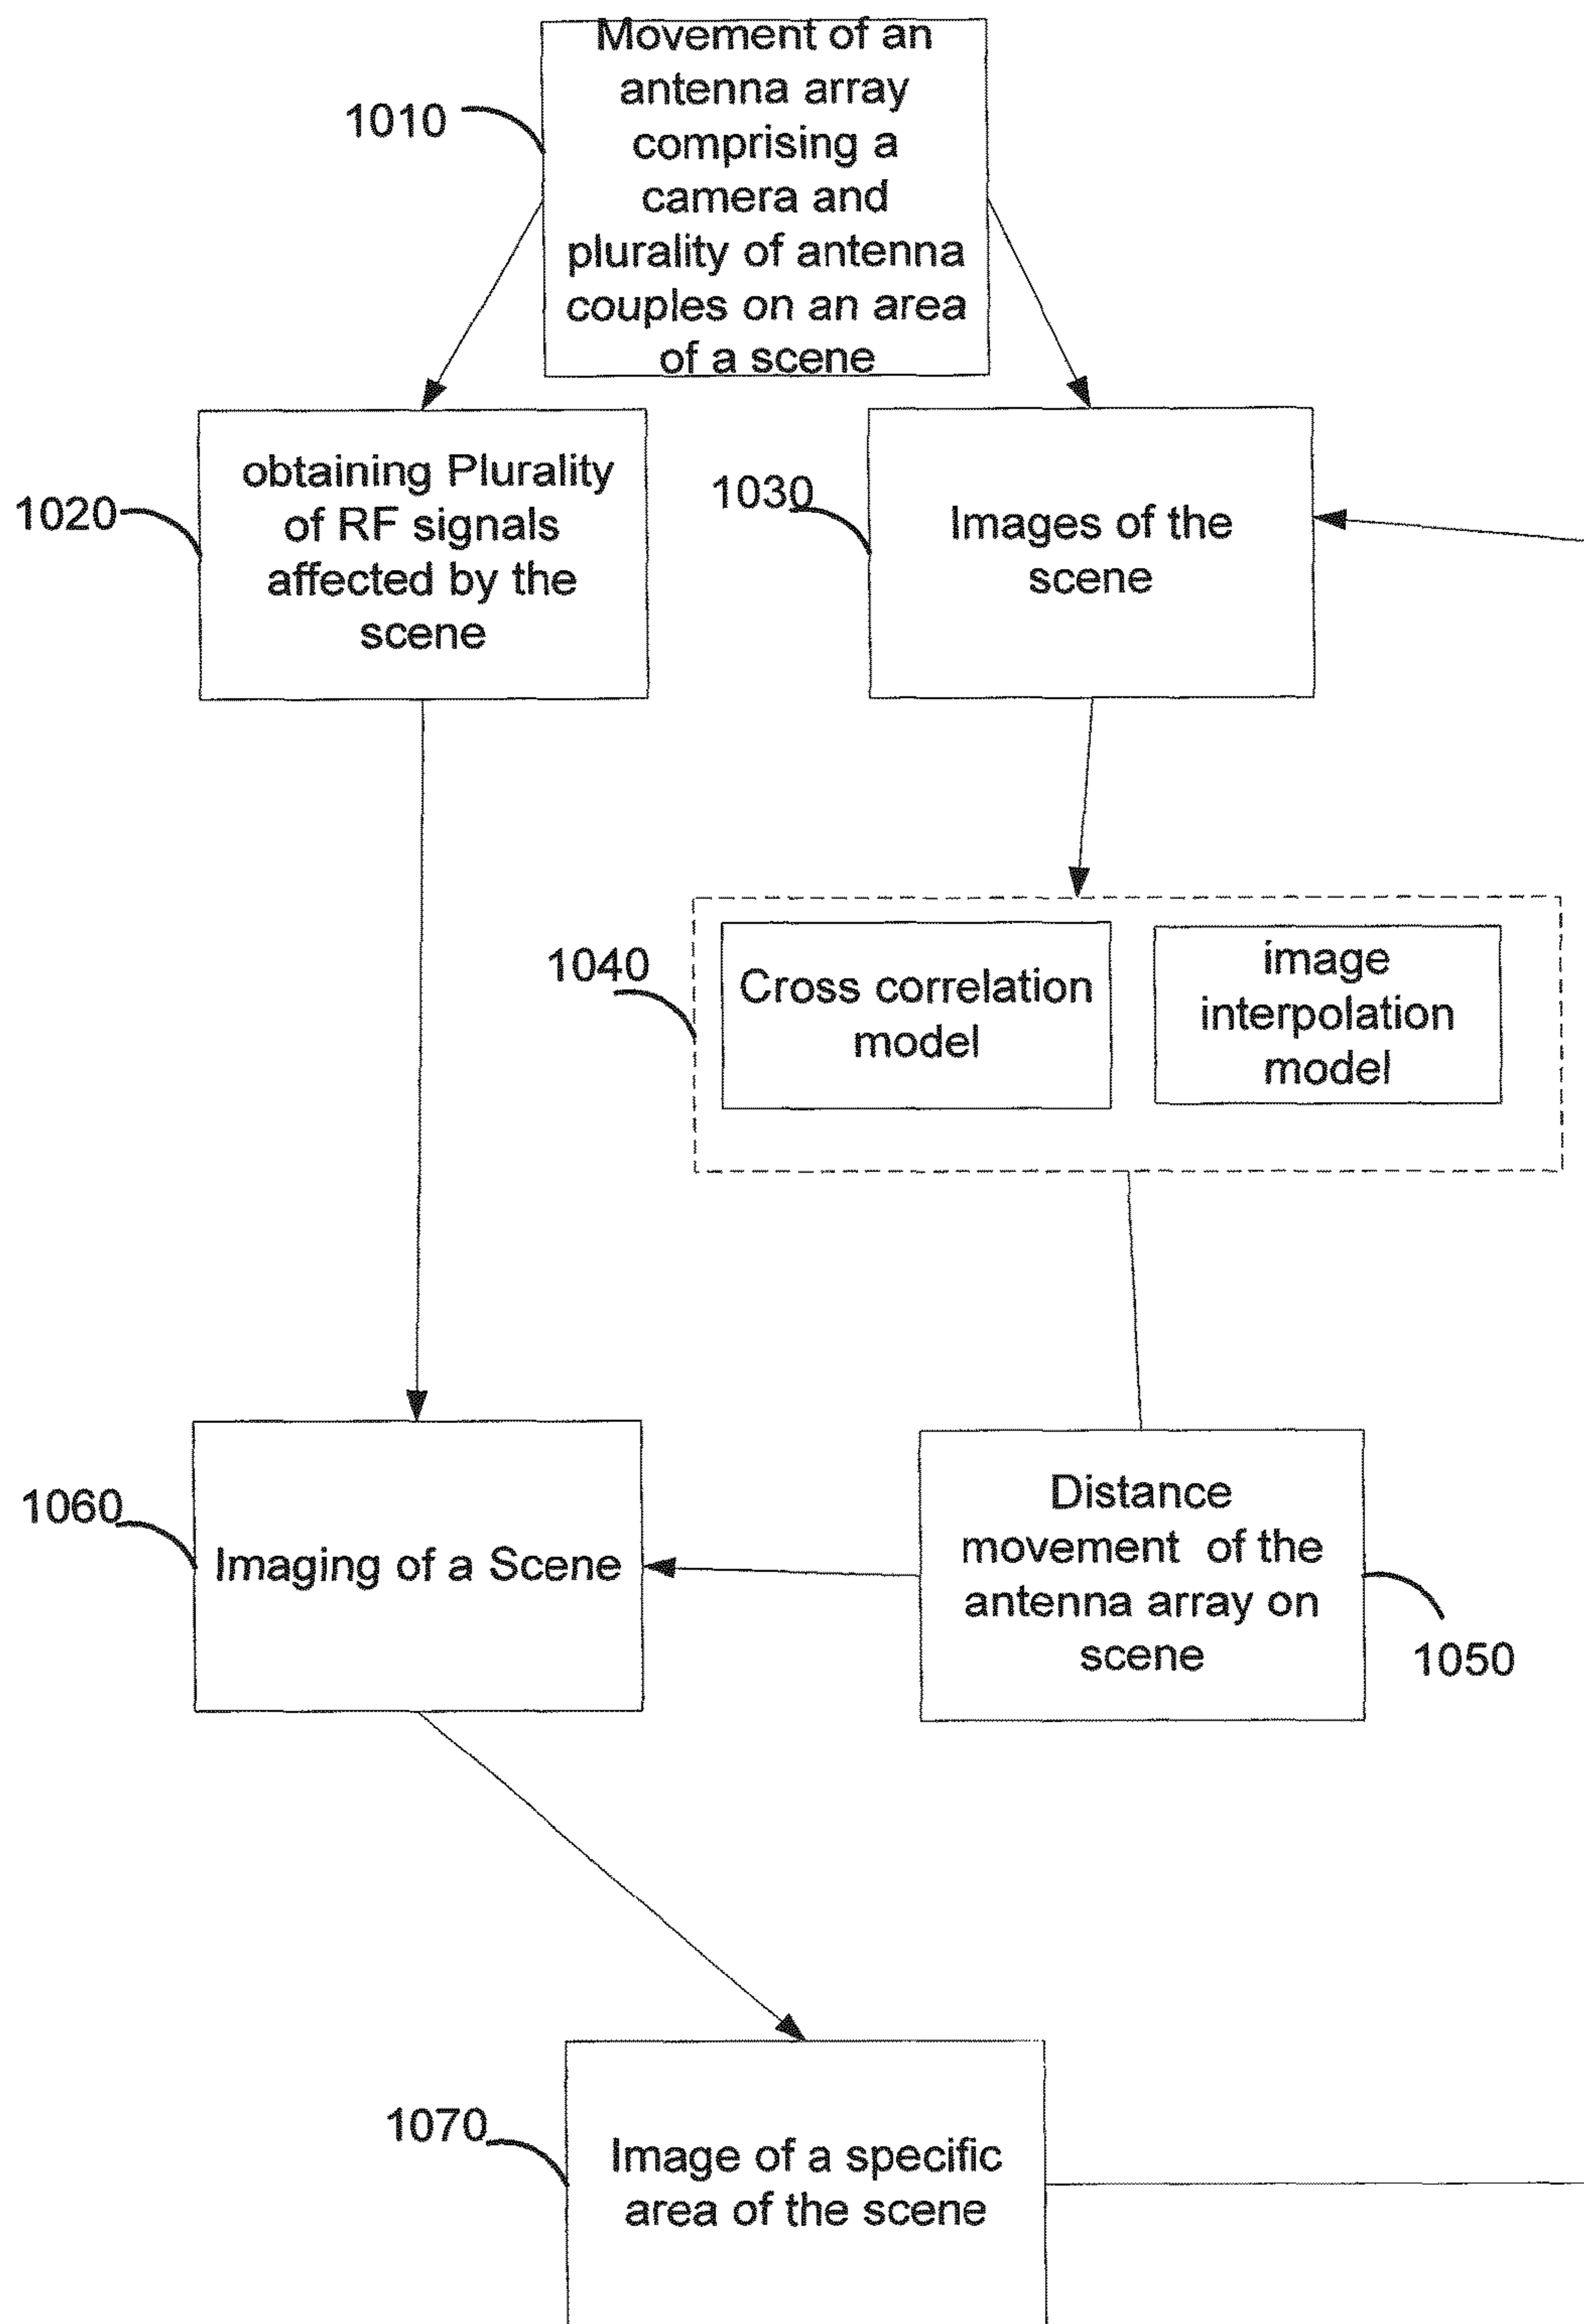 Movement of an
antenna array
comprising a
camera and
plurality of antenna
couples on an area
of a scene
1010
obtaining Plurality
of RF signals
affected by the
scene
1020
1030
Images of the
scene
1040
Cross correlation
model
image
interpolation
model
1060
Imaging of a Scene
Distance
movement of the
antenna array on
scene
1050
1070
Image of a specific
area of the scene